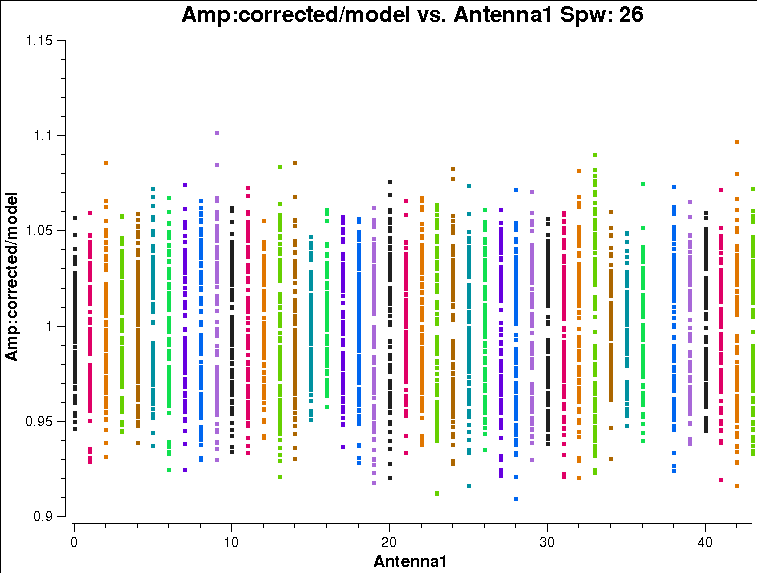 Amp:corrected/model vs. Antenna1 Spw: 26
1.15
1.1
1.05
1
0.95
0.9
Amp:corrected/model
0 10 20 30 40
Antenna1